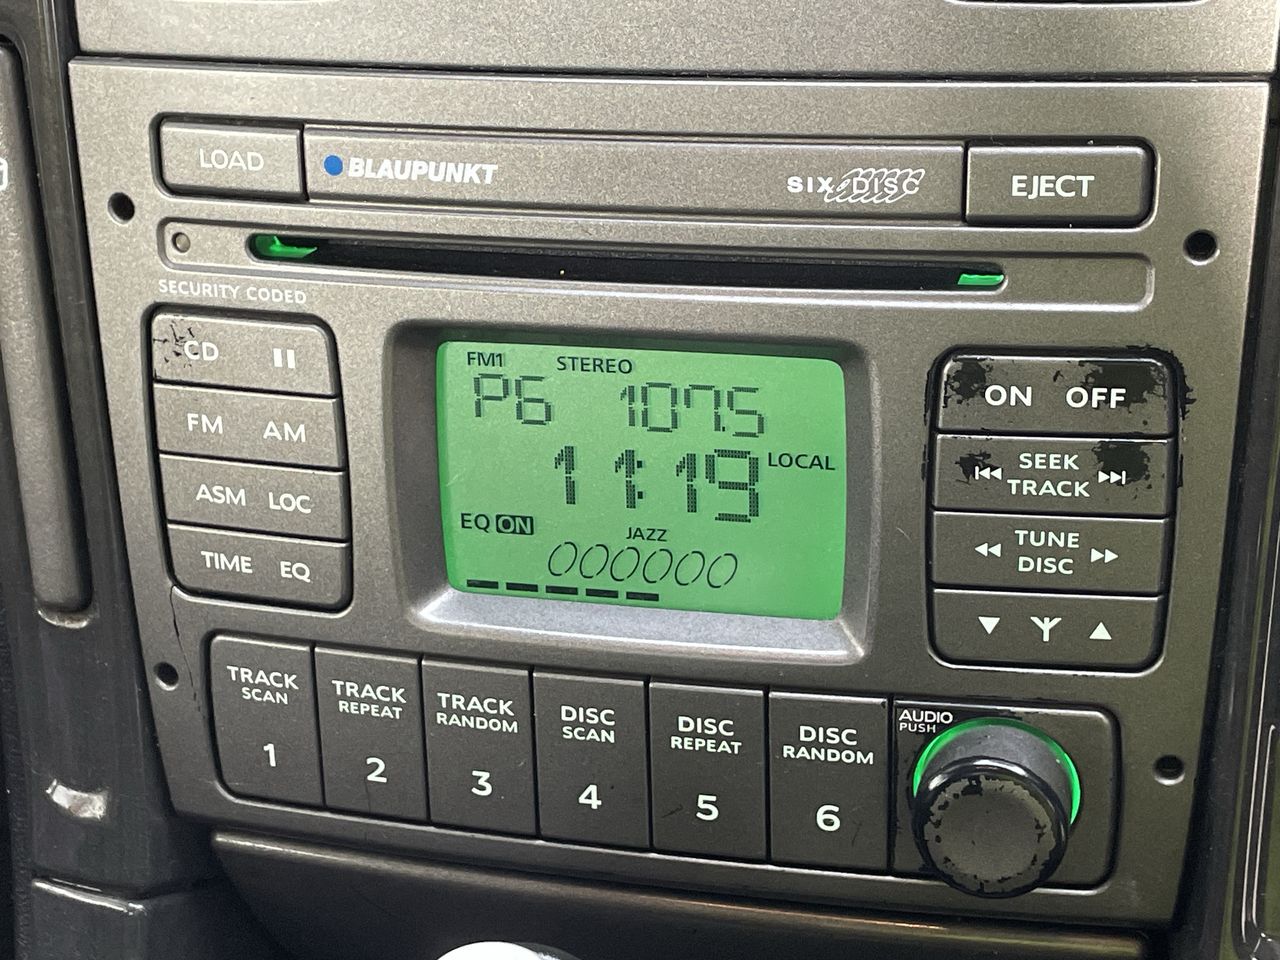 LOAD
BLAUPUNKT
SIX DISC
EJECT
SECURITY CODED
CD
FM AM
ASM LOC
TIME EQ
FM1 STEREO
P6 107.5
11:19 LOCAL
EQ ON
JAZZ
000000
ON OFF
SEEK
TRACK
TUNE
DISC
TRACK
SCAN
1
TRACK
REPEAT
2
TRACK
RANDOM
3
DISC
SCAN
4
DISC
REPEAT
5
DISC
RANDOM
6
AUDIO
PUSH